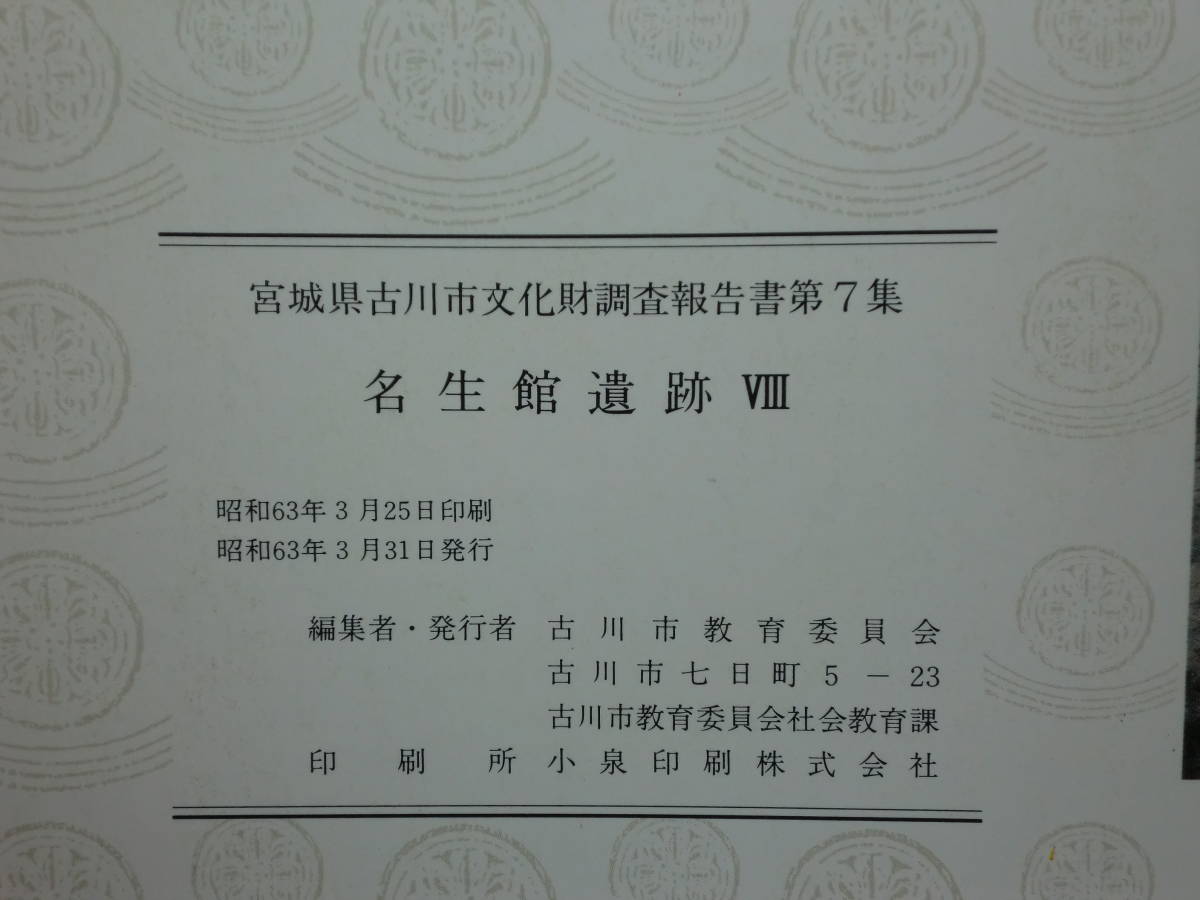 宮城県古川市文化財調査報告書第7集
名生館遺跡 Ⅷ
昭和63年3月25日印刷
昭和63年3月31日発行
編集者・発行者 古川市教育委員会
古川市七日町5－23
古川市教育委員会社会教育課
印刷所 小泉印刷株式会社